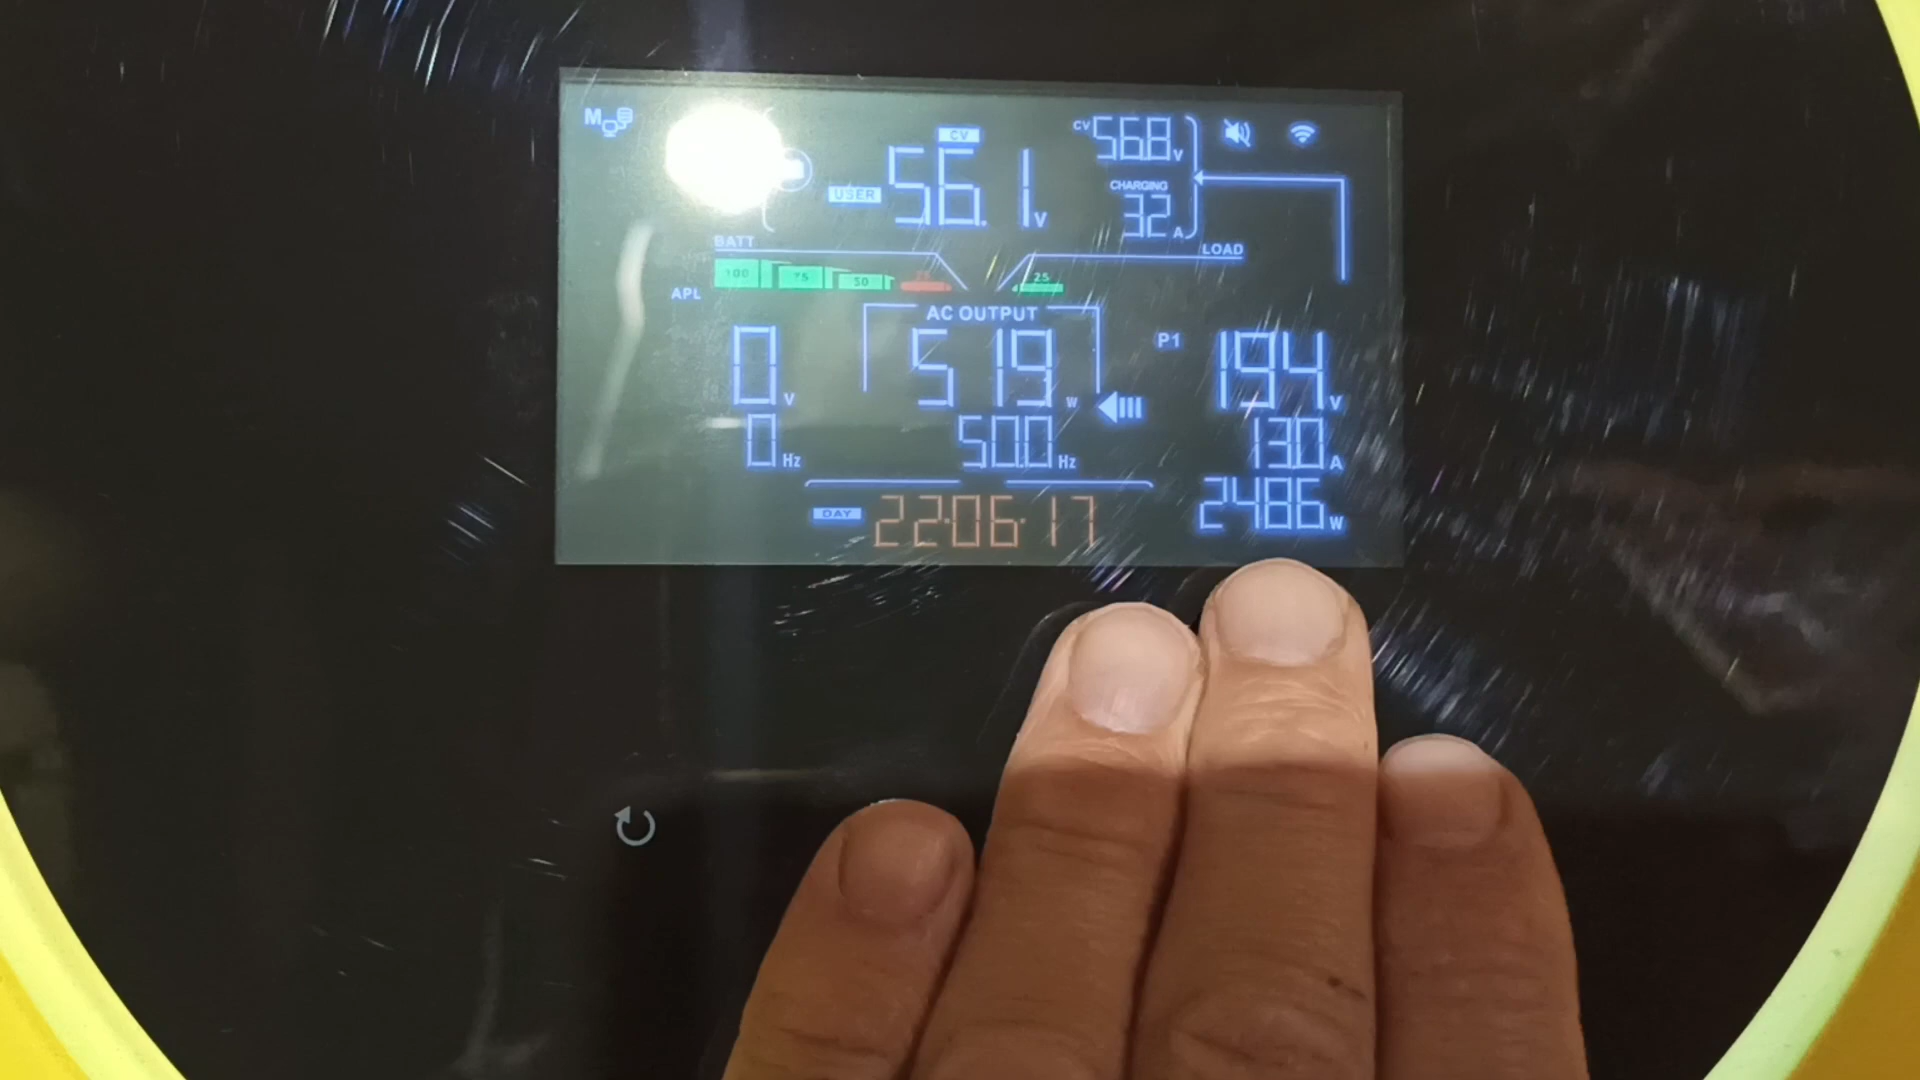 M
CV
CV 56.8 V
USER 56.1 V
CHARGING
32 A
BATT
LOAD
100 75 50 25
25
APL
AC OUTPUT
P1
0 V
519 W
194 V
0 Hz
50.0 Hz
13.0 A
DAY 22:06:17
2486 W